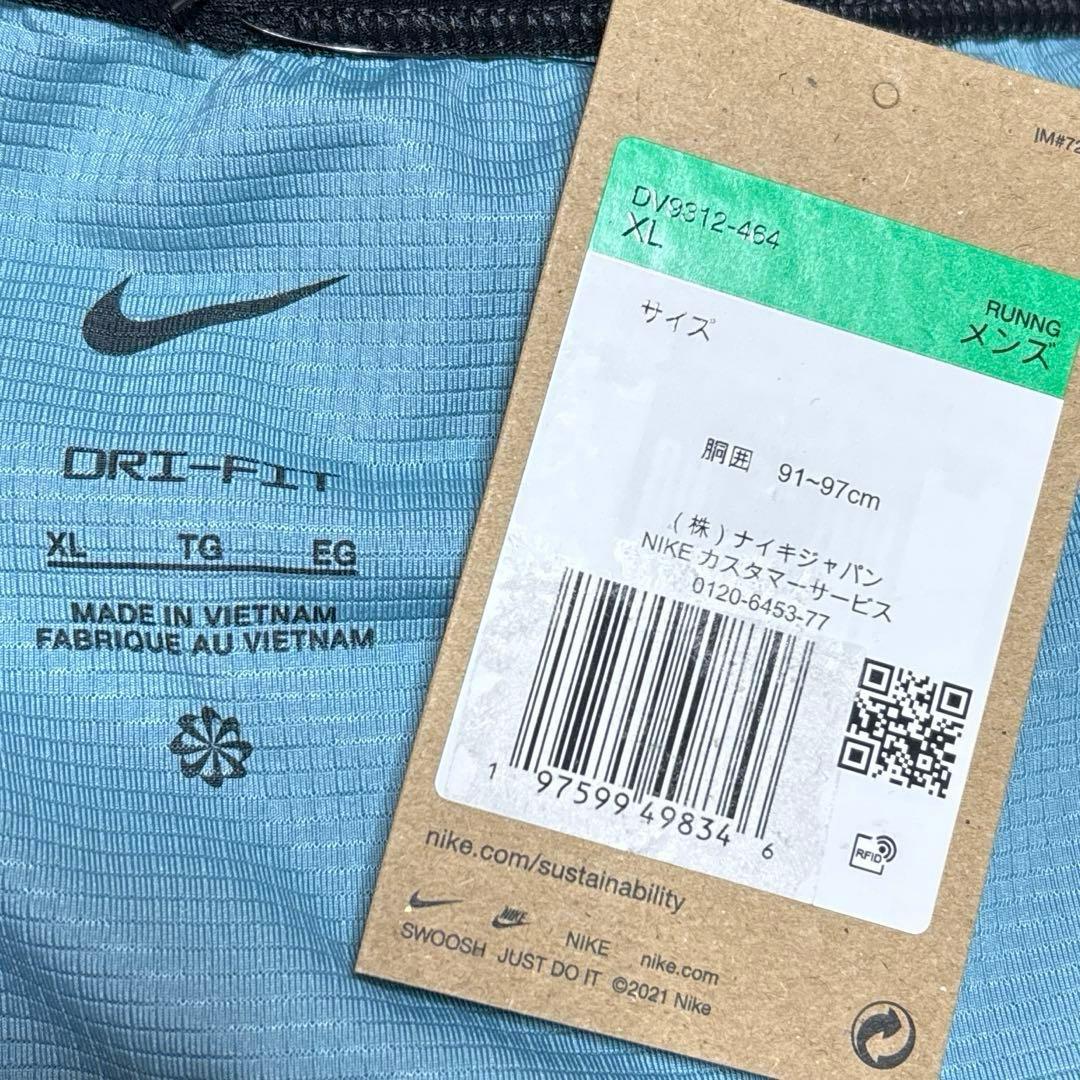 DRI-FIT
XL TG EG
MADE IN VIETNAM
FABRIQUE AU VIETNAM
IM#72
DV9312-464
XL
RUNNG
メンズ
サイズ
胴囲 91~97cm
(株)ナイキジャパン
NIKE カスタマーサービス
0120-6453-77
1 97599 49834 6
RFID
nike.com/sustainability
NIKE
NIKE nike.com
SWOOSH JUST DO IT ©2021 Nike